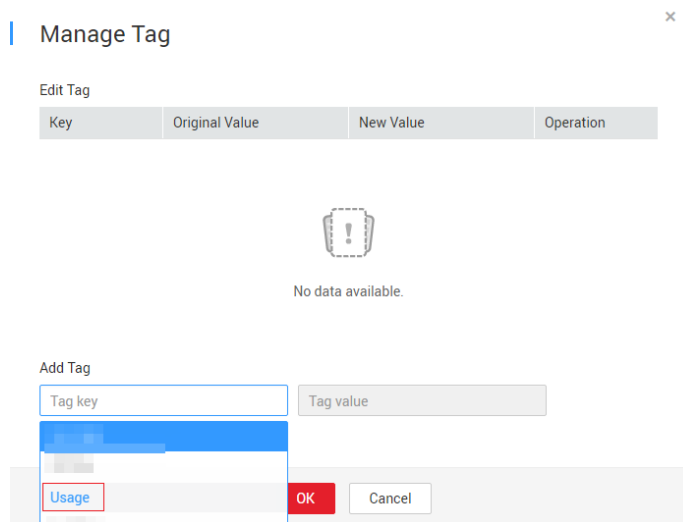 ×
Manage Tag
Edit Tag
Key Original Value New Value Operation
!
No data available.
Add Tag
Tag key Tag value
Usage OK Cancel